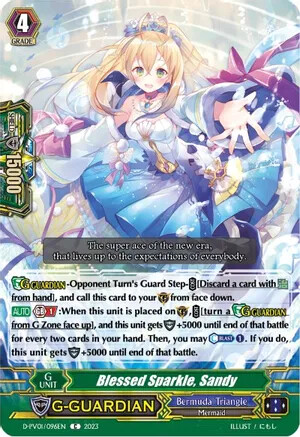 4
GRADE
SHIELD
15000
The super ace of the new era,
that lives up to the expectations of everybody.
G GUARDIAN -Opponent Turn's Guard Step- [Discard a card with
from hand], and call this card to your from face down.
AUTO :When this unit is placed on , [turn a G GUARDIAN
from G Zone face up], and this unit gets +5000 until end of that battle
for every two cards in your hand. Then, you may BLAST 1. If you do,
this unit gets +5000 until end of that battle.
G UNIT
Blessed Sparkle, Sandy
G-GUARDIAN
Bermuda Triangle
Mermaid
D-PV01/096EN C 2023
ILLUST / にもし